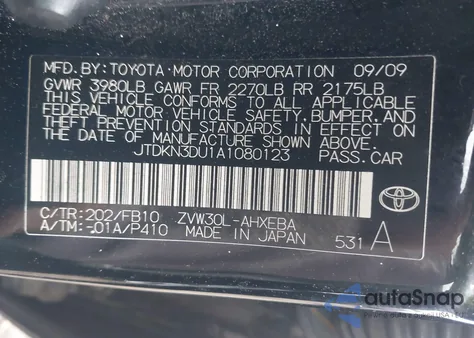 MFD. BY: TOYOTA MOTOR CORPORATION 09/09
GVWR 3980LB GAWR FR 2270LB RR 2175LB
THIS VEHICLE CONFORMS TO ALL APPLICABLE
FEDERAL MOTOR VEHICLE SAFETY, BUMPER, AND
THEFT PREVENTION STANDARDS IN EFFECT ON THE
DATE OF MANUFACTURE SHOWN ABOVE.
JTDKN3DU1A1080123 PASS. CAR
C/TR: 202/FB10 ZVW30L-AHXEBA
A/TM: -01A/P410 MADE IN JAPAN 531 A
TOYOTA
autoSnap